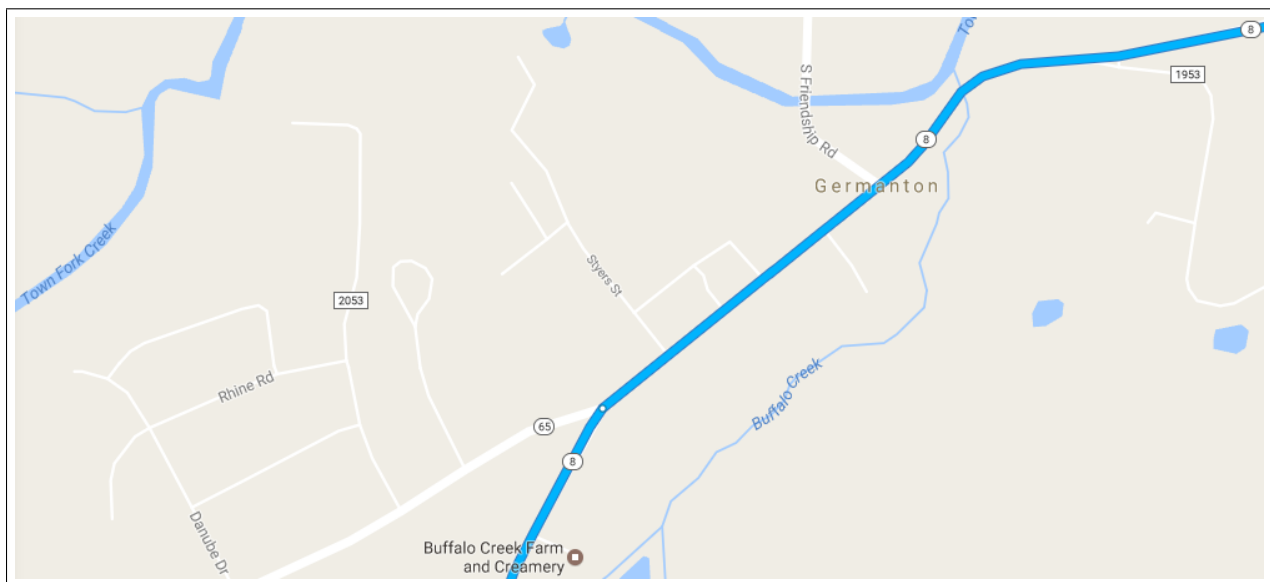 To
8
S Friendship Rd
1953
8
Germanton
Town Fork Creek
Styers St
2053
Buffalo Creek
Rhine Rd
65
8
Danube Dr
Buffalo Creek Farm
and Creamery